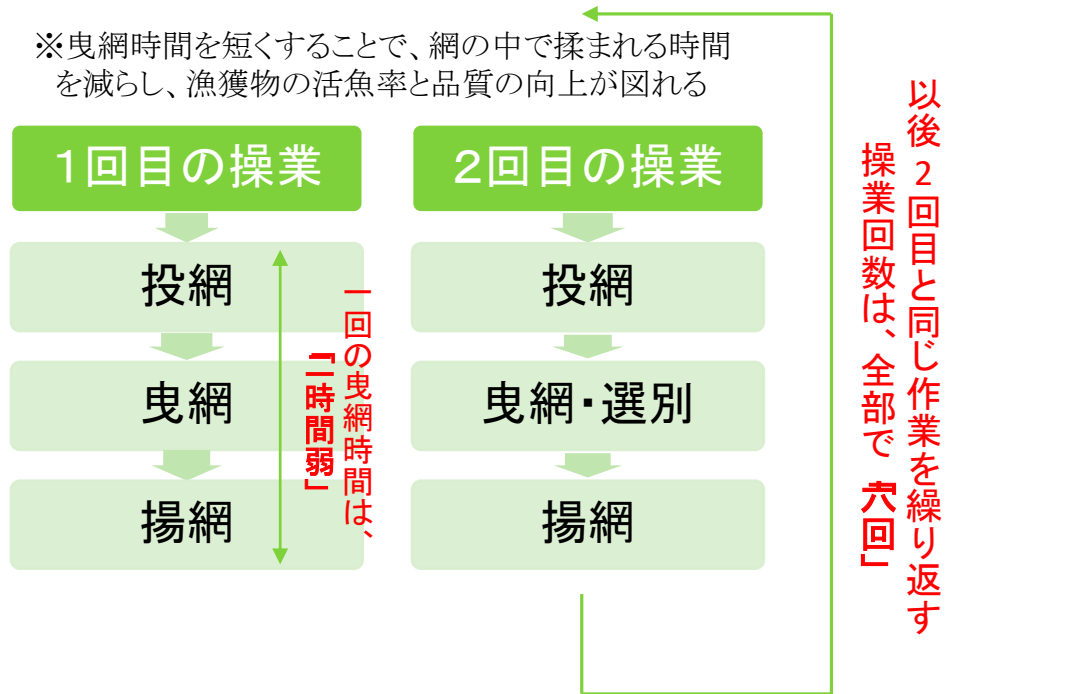 ※曳網時間を短くすることで、網の中で揉まれる時間
を減らし、漁獲物の活魚率と品質の向上が図れる
1回目の操業
投網
曳網
揚網
一回の曳網時間は、
「二時間弱」
2回目の操業
投網
曳網・選別
揚網
以後2回目と同じ作業を繰り返す
操業回数は、全部で「六回」